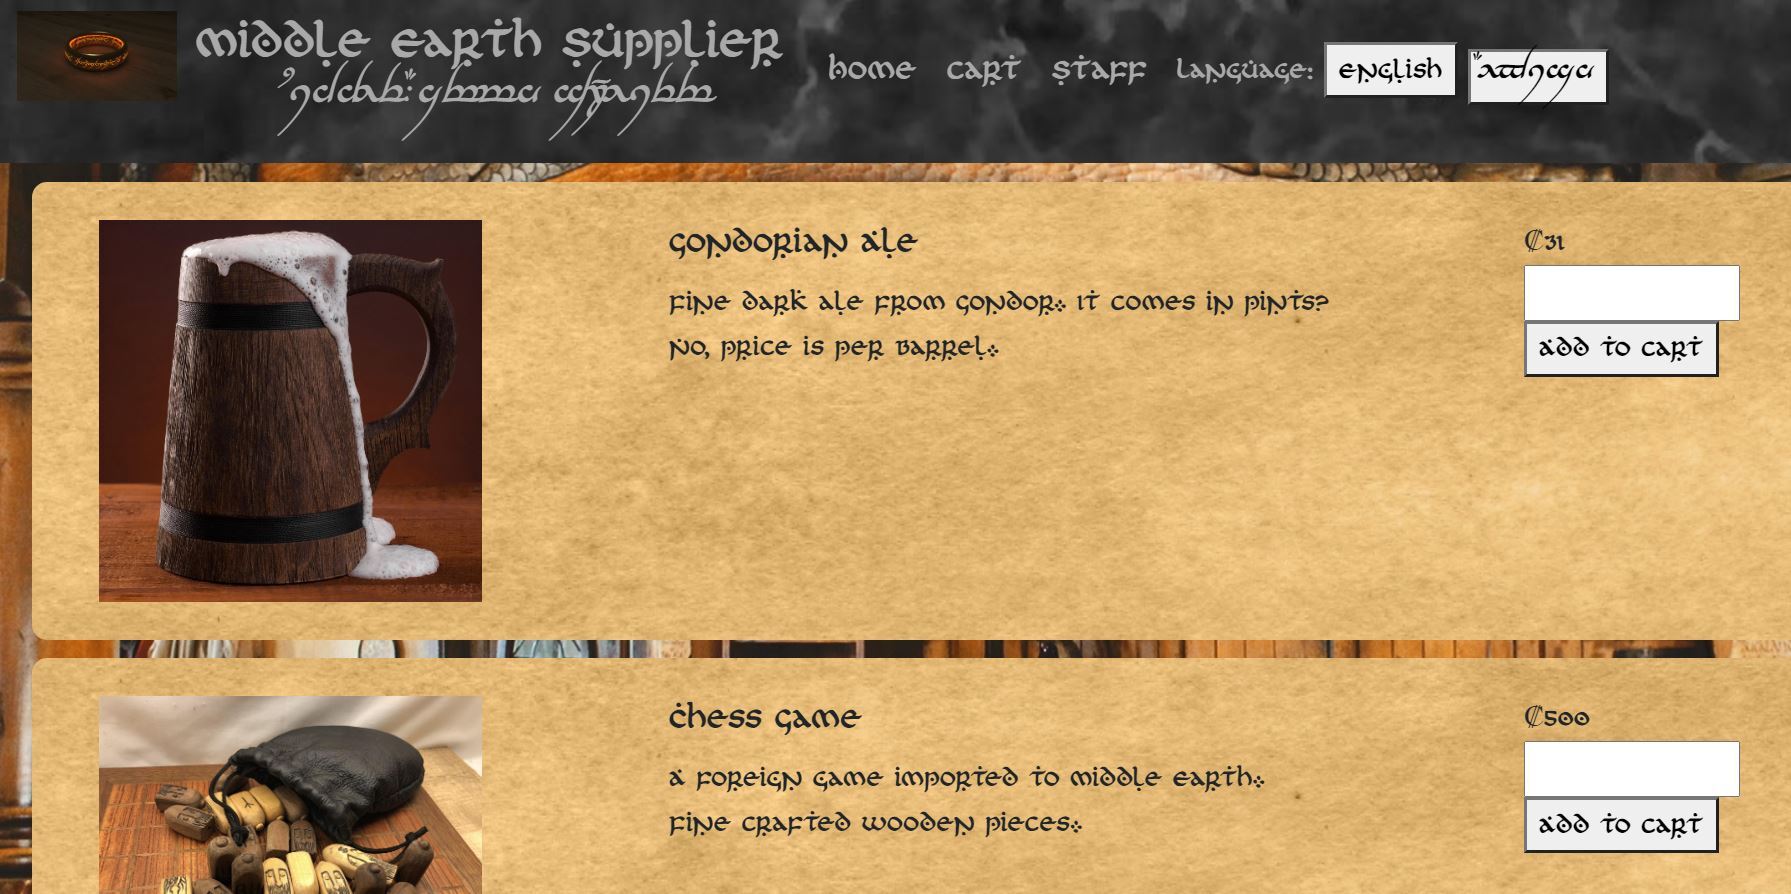 Middle Earth Supplier
Home Cart Staff Language: English
Gondorian Ale
₡31
Fine dark ale from Gondor. It comes in pints?
No, price is per barrel.
Add to cart
Chess Game
₡500
A foreign game imported to Middle Earth.
Fine crafted wooden pieces.
Add to cart